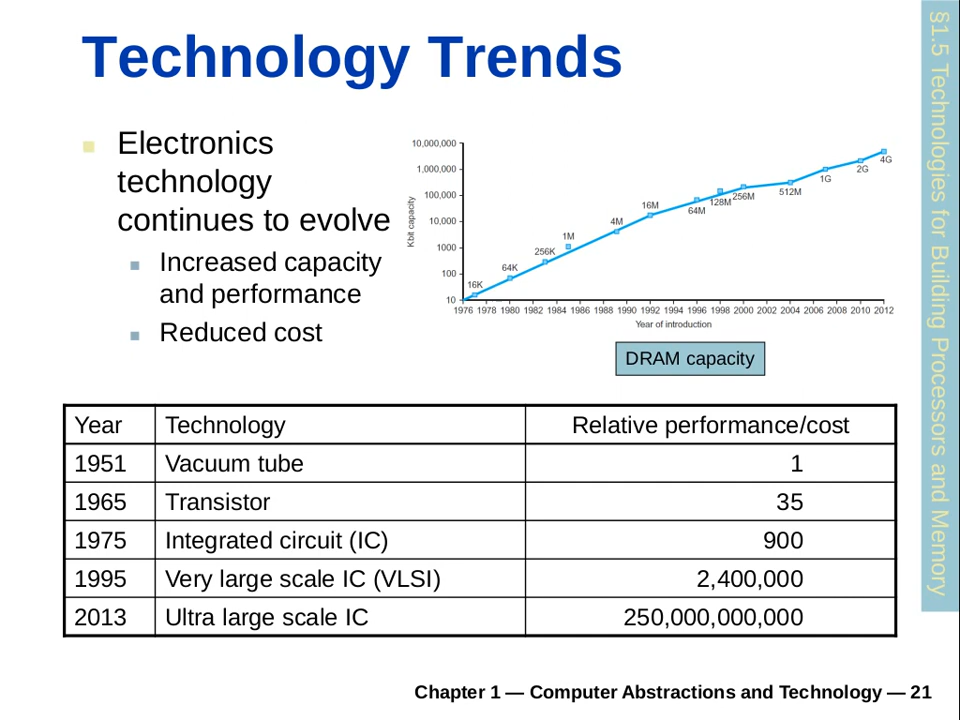 Technology Trends
§1.5 Technologies for Building Processors and Memory
Electronics
technology
continues to evolve
Increased capacity
and performance
Reduced cost
Kbit capacity
10,000,000
1,000,000
100,000
10,000
1000
100
10
16K
64K
256K
1M
4M
16M
64M
128M
256M
512M
1G
2G
4G
1976 1978 1980 1982 1984 1986 1988 1990 1992 1994 1996 1998 2000 2002 2004 2006 2008 2010 2012
Year of introduction
DRAM capacity
Year Technology Relative performance/cost
1951 Vacuum tube 1
1965 Transistor 35
1975 Integrated circuit (IC) 900
1995 Very large scale IC (VLSI) 2,400,000
2013 Ultra large scale IC 250,000,000,000
Chapter 1 — Computer Abstractions and Technology — 21